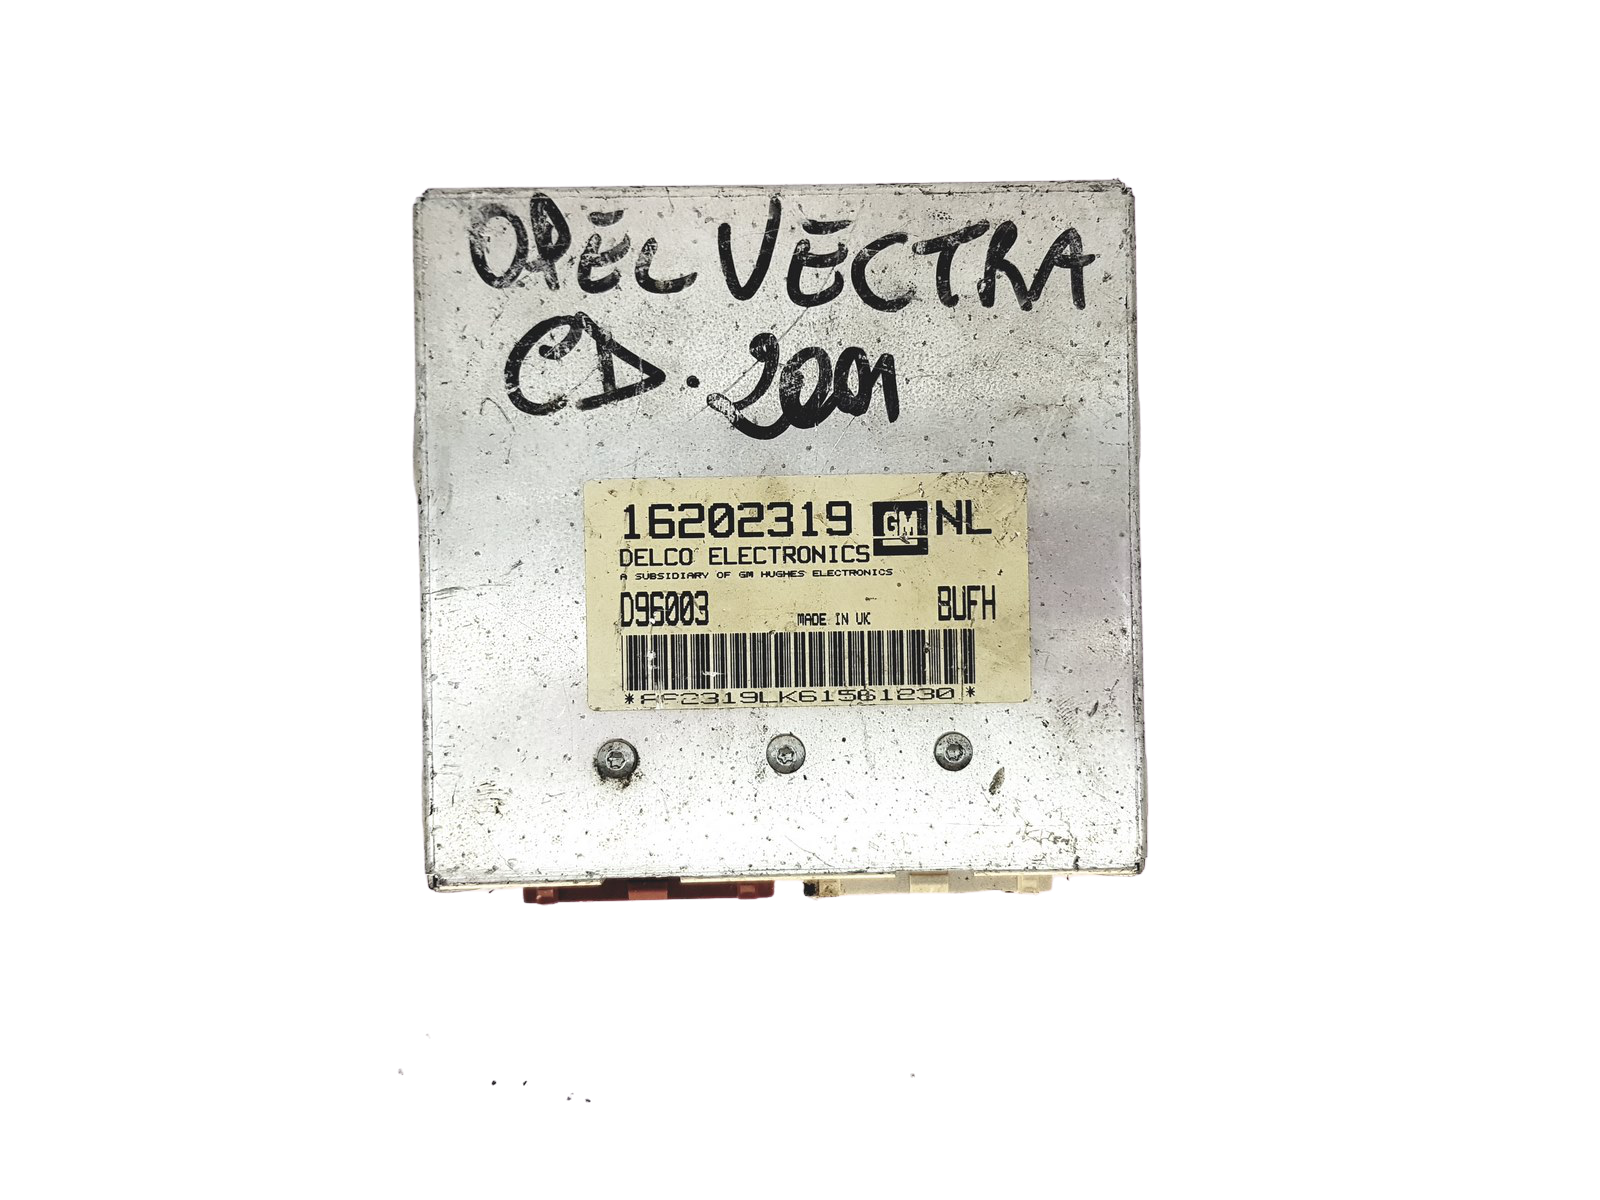 OPEL VECTRA
CD. 2001
16202319 GM NL
DELCO ELECTRONICS
A SUBSIDIARY OF GM HUGHES ELECTRONICS
D96003 MADE IN UK BUFH